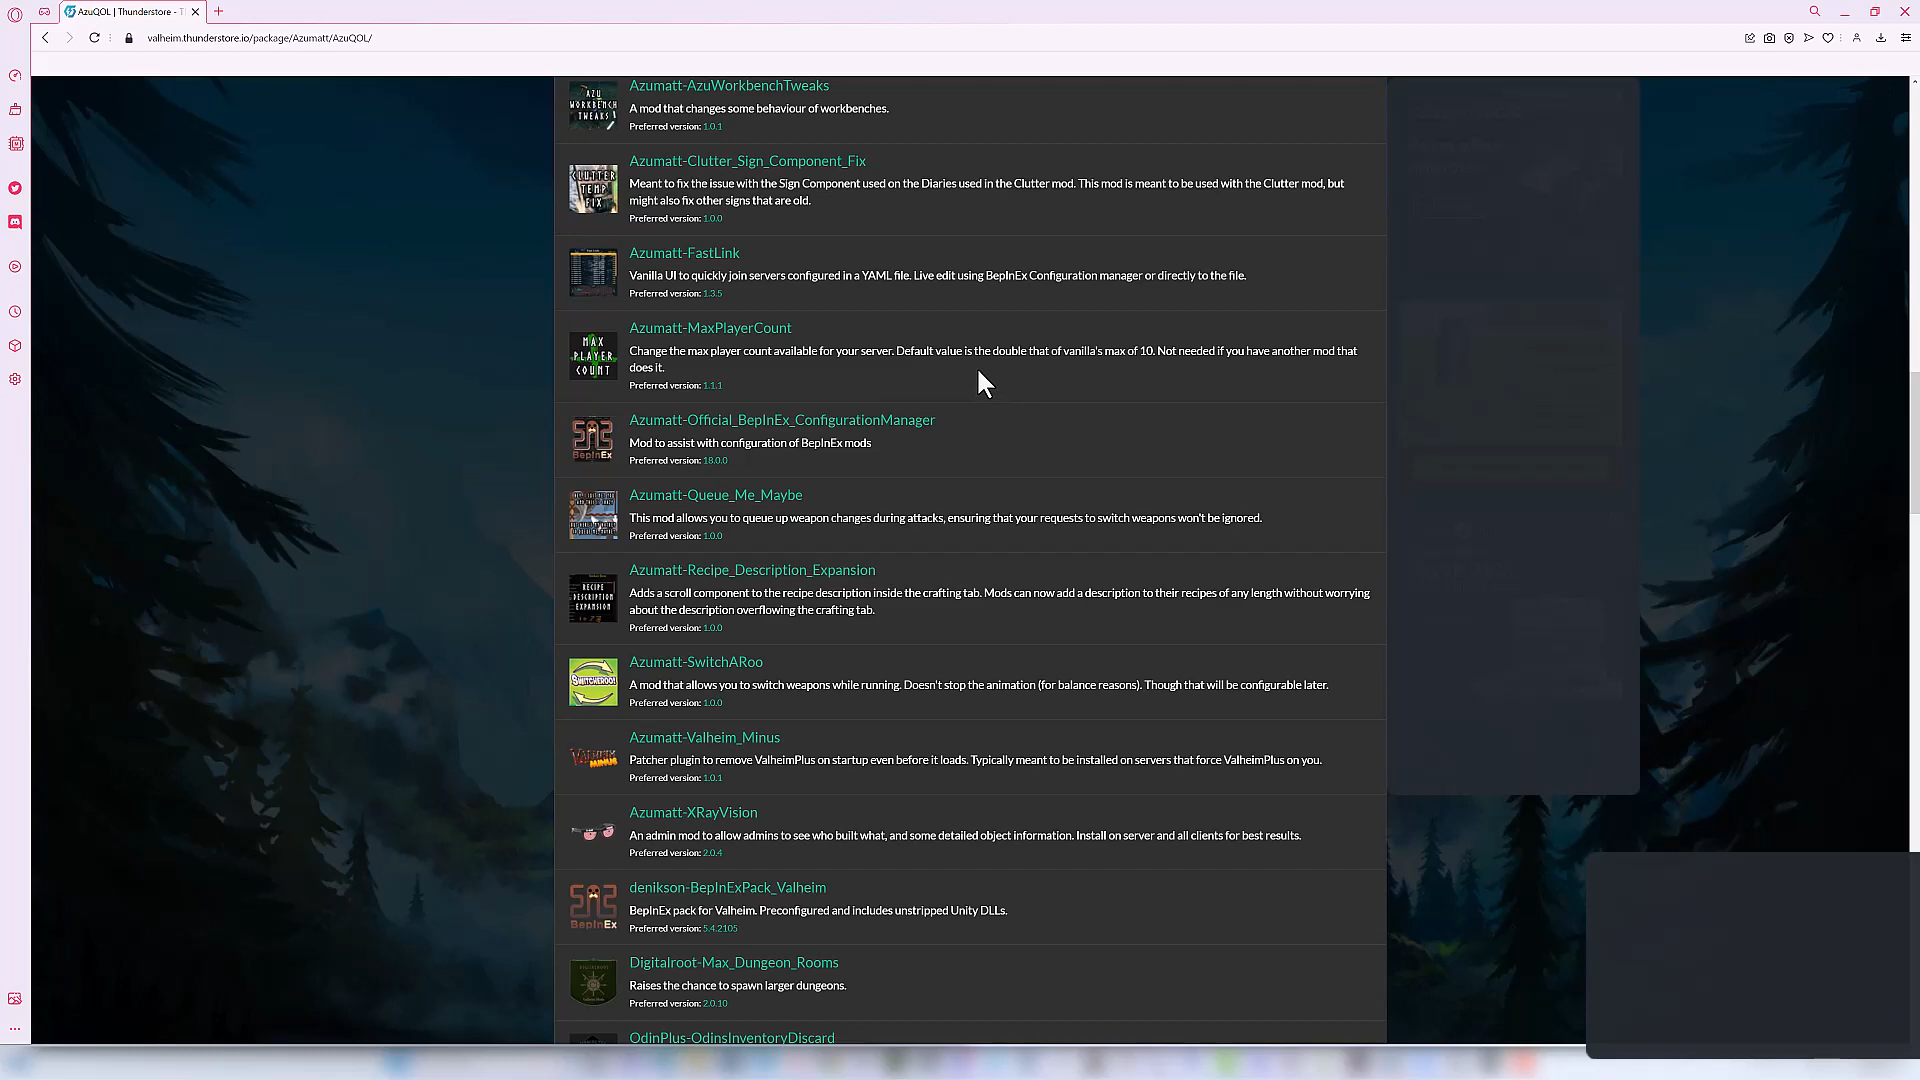 AzuQOL | Thunderstore - T
valheim.thunderstore.io/package/Azumatt/AzuQOL/
Azumatt-AzuWorkbenchTweaks
A mod that changes some behaviour of workbenches.
Preferred version: 1.0.1
AZU
WORKBENCH
TWEAKS
Azumatt-Clutter_Sign_Component_Fix
Meant to fix the issue with the Sign Component used on the Diaries used in the Clutter mod. This mod is meant to be used with the Clutter mod, but
might also fix other signs that are old.
Preferred version: 1.0.0
CLUTTER
TEMP
FIX
Azumatt-FastLink
Vanilla UI to quickly join servers configured in a YAML file. Live edit using BepInEx Configuration manager or directly to the file.
Preferred version: 1.3.5
Azumatt-MaxPlayerCount
Change the max player count available for your server. Default value is the double that of vanilla's max of 10. Not needed if you have another mod that
does it.
Preferred version: 1.1.1
MAX
PLAYER
COUNT
Azumatt-Official_BepInEx_ConfigurationManager
Mod to assist with configuration of BepInEx mods
Preferred version: 18.0.0
BepInEx
Azumatt-Queue_Me_Maybe
This mod allows you to queue up weapon changes during attacks, ensuring that your requests to switch weapons won't be ignored.
Preferred version: 1.0.0
Azumatt-Recipe_Description_Expansion
Adds a scroll component to the recipe description inside the crafting tab. Mods can now add a description to their recipes of any length without worrying
about the description overflowing the crafting tab.
Preferred version: 1.0.0
RECIPE
DESCRIPTION
EXPANSION
Azumatt-SwitchARoo
A mod that allows you to switch weapons while running. Doesn't stop the animation (for balance reasons). Though that will be configurable later.
Preferred version: 1.0.0
SWITCHEROO!
Azumatt-Valheim_Minus
Patcher plugin to remove ValheimPlus on startup even before it loads. Typically meant to be installed on servers that force ValheimPlus on you.
Preferred version: 1.0.1
VALHEIM
MINUS
Azumatt-XRayVision
An admin mod to allow admins to see who built what, and some detailed object information. Install on server and all clients for best results.
Preferred version: 2.0.4
denikson-BepInExPack_Valheim
BepInEx pack for Valheim. Preconfigured and includes unstripped Unity DLLs.
Preferred version: 5.4.2105
BepInEx
Digitalroot-Max_Dungeon_Rooms
Raises the chance to spawn larger dungeons.
Preferred version: 2.0.10
OdinPlus-OdinsInventoryDiscard